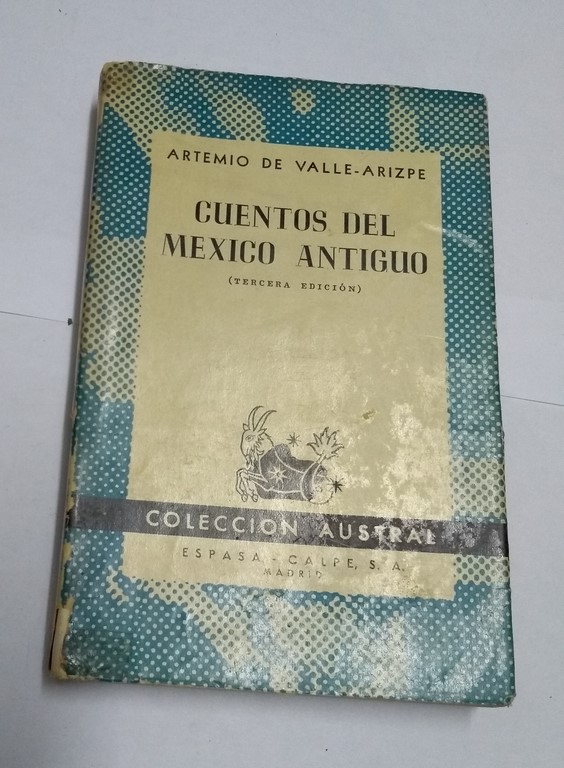 ARTEMIO DE VALLE-ARIZPE
CUENTOS DEL
MEXICO ANTIGUO
(TERCERA EDICIÓN)
COLECCION AUSTRAL
ESPASA - CALPE, S. A.
MADRID